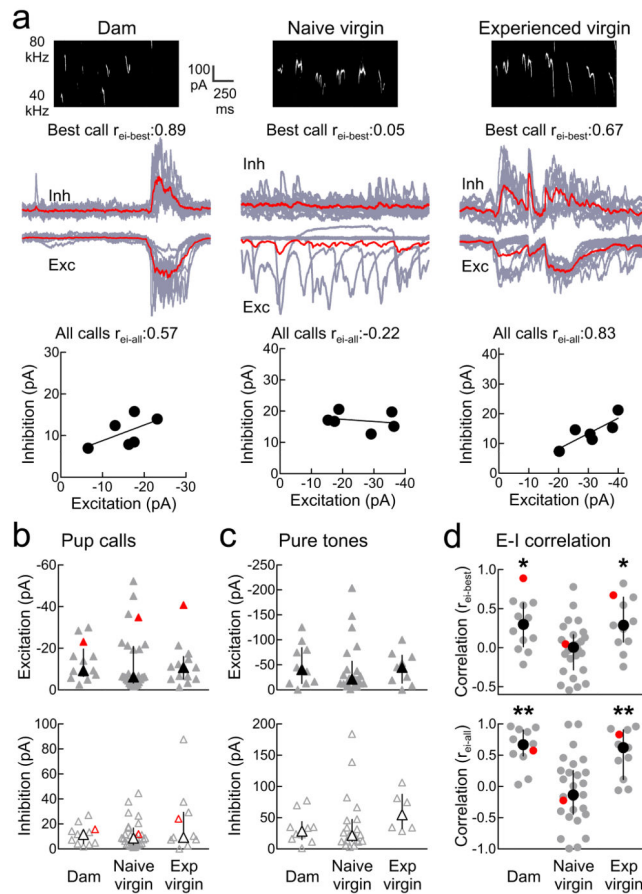 a
Dam
Naive virgin
Experienced virgin
80 kHz
40 kHz
100 pA
250 ms
Best call rei-best:0.89
Best call rei-best:0.05
Best call rei-best:0.67
Inh
Exc
Inh
Exc
Inh
Exc
All calls rei-all:0.57
All calls rei-all:-0.22
All calls rei-all:0.83
Inhibition (pA)
30
20
10
0
0 -10 -20 -30
Excitation (pA)
Inhibition (pA)
40
30
20
10
0
0 -10 -20 -30 -40
Excitation (pA)
Inhibition (pA)
40
30
20
10
0
0 -10 -20 -30 -40
Excitation (pA)
b
Pup calls
Excitation (pA)
-60
-40
-20
0
Inhibition (pA)
100
80
60
40
20
0
Dam
Naive virgin
Exp virgin
c
Pure tones
Excitation (pA)
-250
-200
-150
-100
-50
0
Inhibition (pA)
200
150
100
50
0
Dam
Naive virgin
Exp virgin
d
E-I correlation
Correlation (rei-best)
1.0
0.5
0.0
-0.5
*
*
Correlation (rei-all)
1.0
0.5
0.0
-0.5
-1.0
**
**
Dam
Naive virgin
Exp virgin